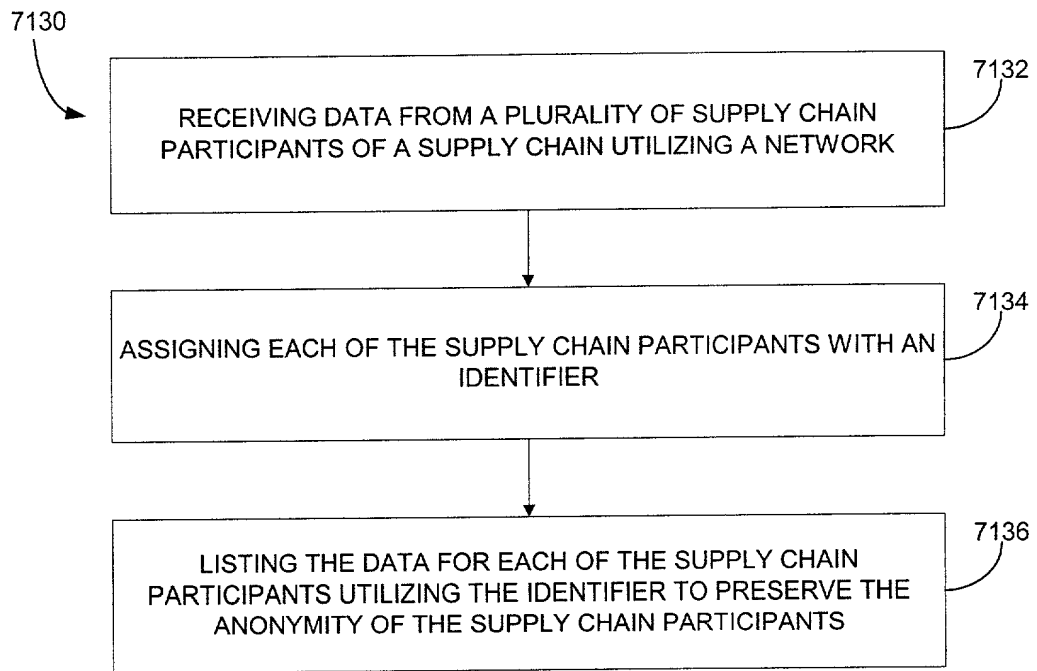 7130
7132
RECEIVING DATA FROM A PLURALITY OF SUPPLY CHAIN
PARTICIPANTS OF A SUPPLY CHAIN UTILIZING A NETWORK
7134
ASSIGNING EACH OF THE SUPPLY CHAIN PARTICIPANTS WITH AN
IDENTIFIER
7136
LISTING THE DATA FOR EACH OF THE SUPPLY CHAIN
PARTICIPANTS UTILIZING THE IDENTIFIER TO PRESERVE THE
ANONYMITY OF THE SUPPLY CHAIN PARTICIPANTS